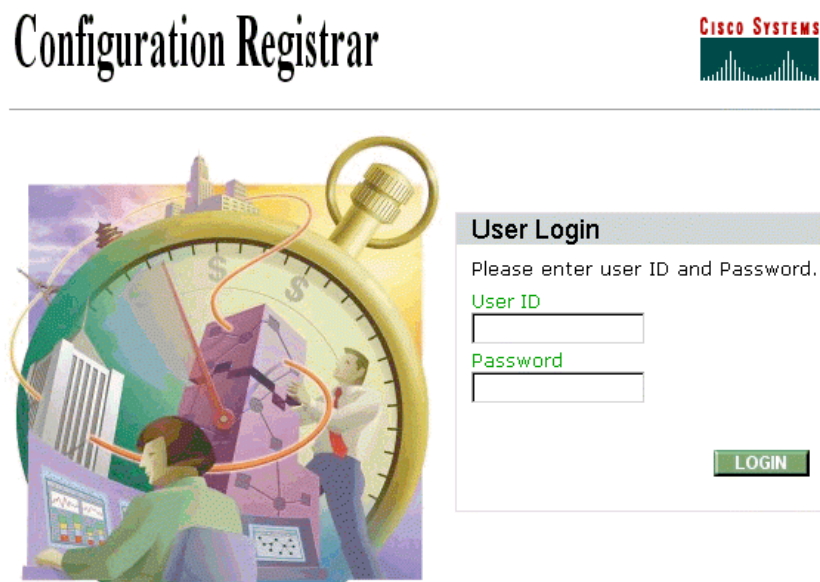 Configuration Registrar
CISCO SYSTEMS
User Login
Please enter user ID and Password.
User ID
Password
LOGIN
$
$